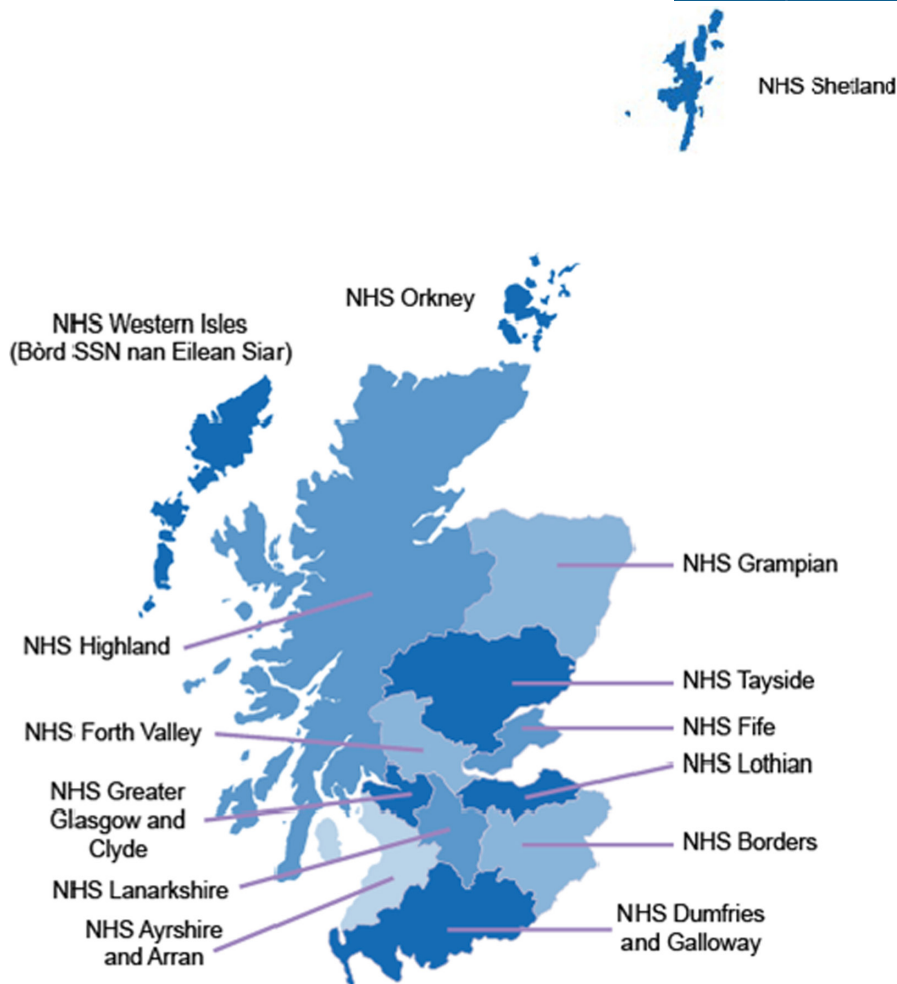 NHS Shetland
NHS Orkney
NHS Western Isles
(Bòrd SSN nan Eilean Siar)
NHS Grampian
NHS Highland
NHS Tayside
NHS Forth Valley
NHS Fife
NHS Lothian
NHS Greater
Glasgow and
Clyde
NHS Borders
NHS Lanarkshire
NHS Ayrshire
and Arran
NHS Dumfries
and Galloway